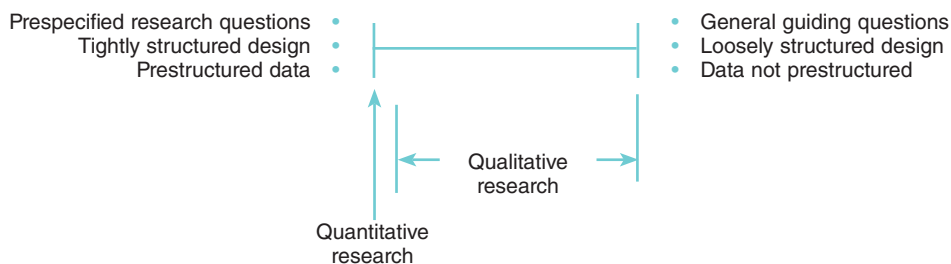 Prespecified research questions •
Tightly structured design •
Prestructured data •
• General guiding questions
• Loosely structured design
• Data not prestructured
Qualitative
research
Quantitative
research